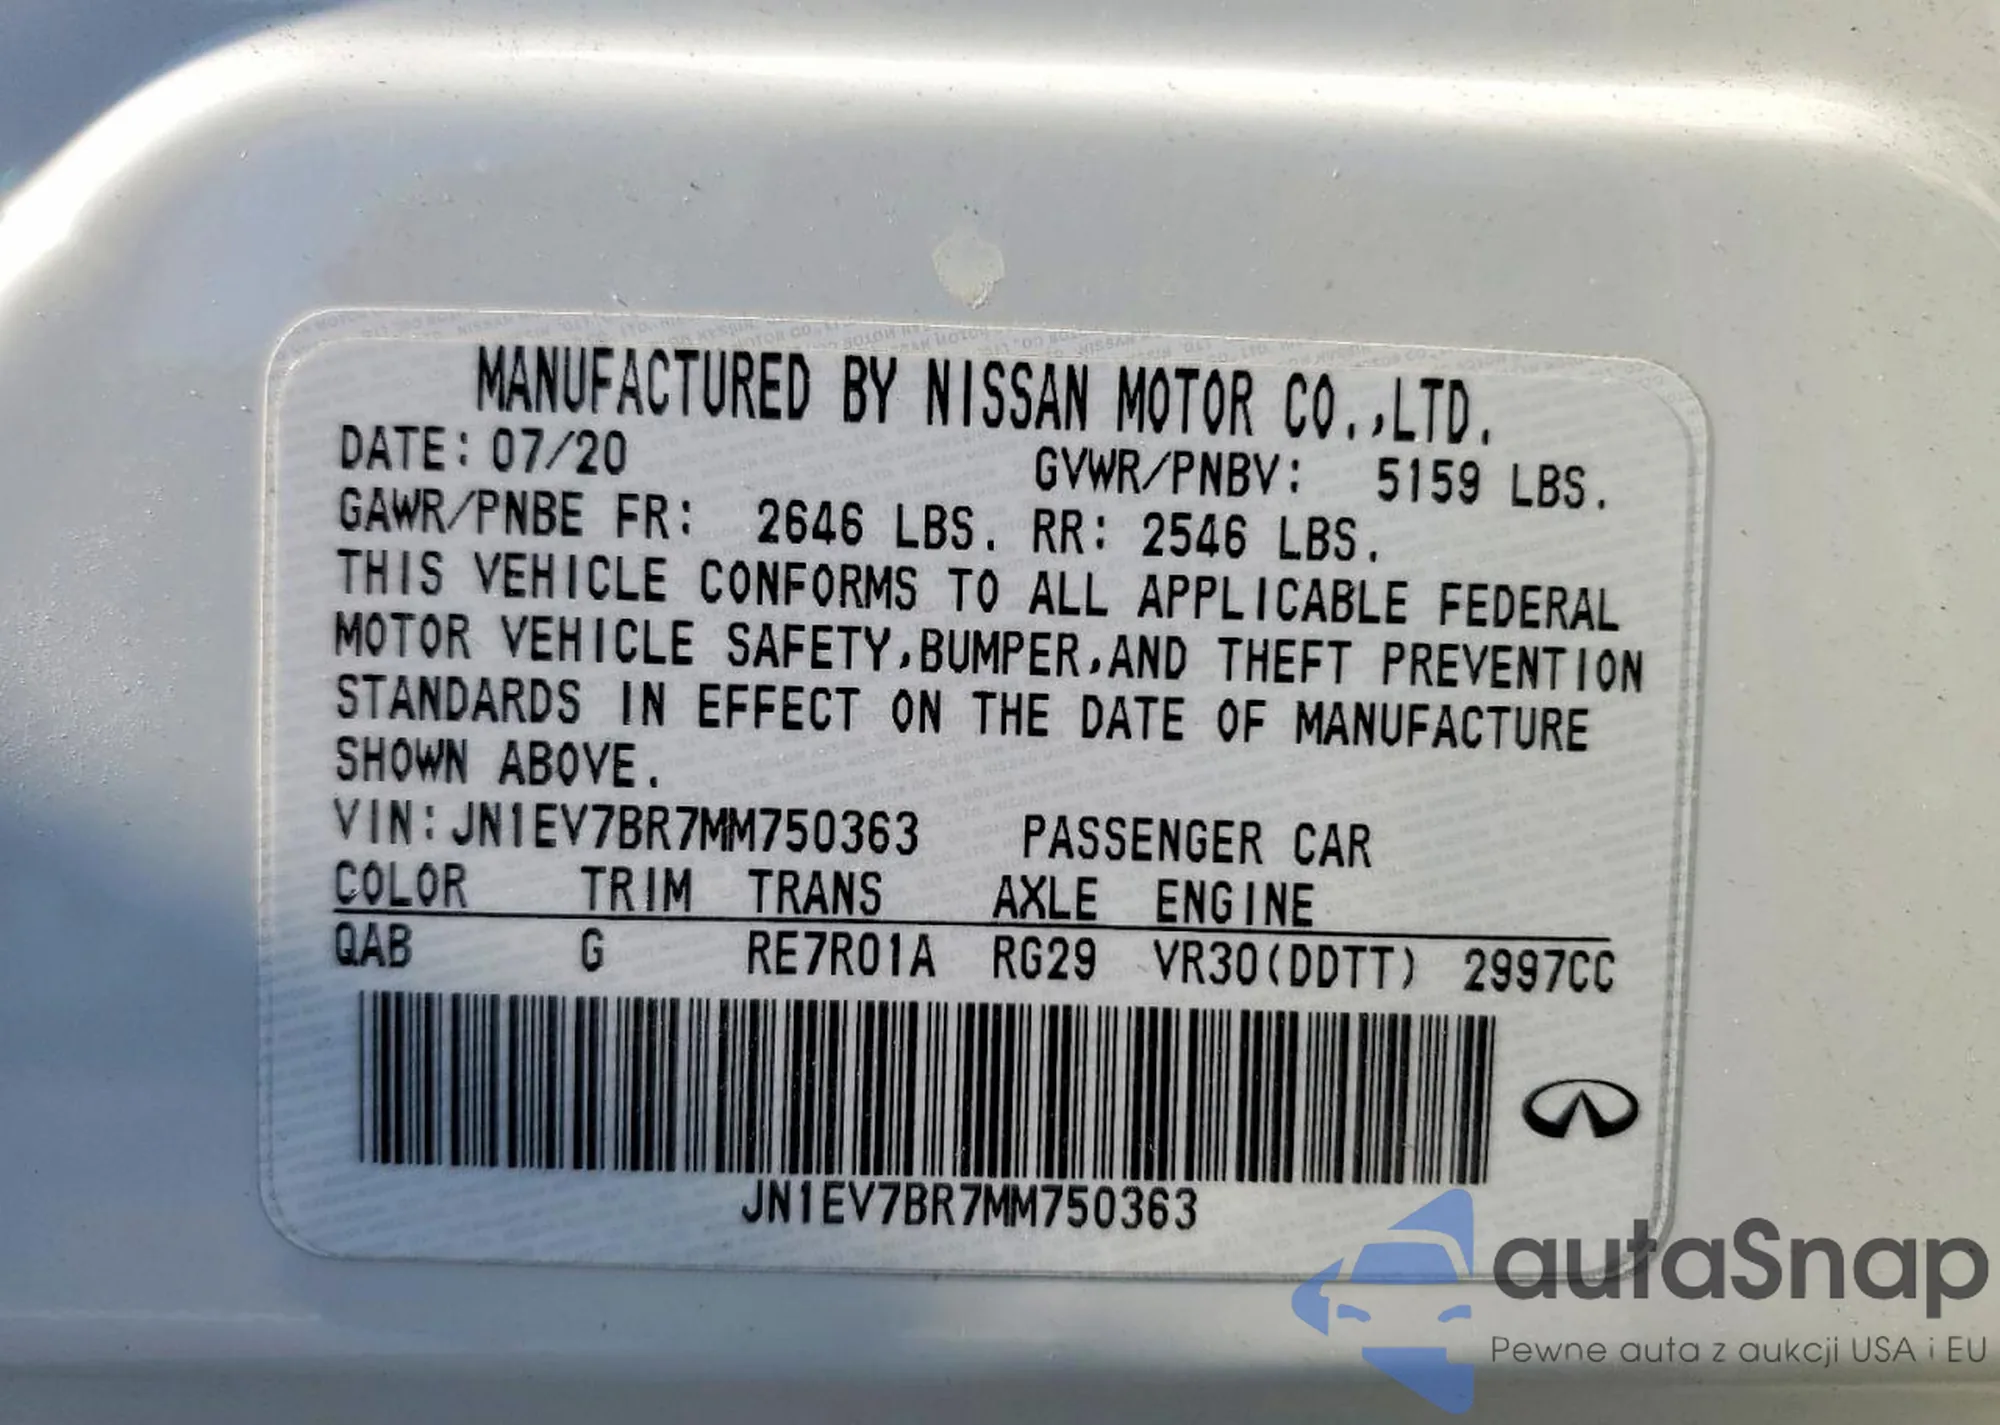 MANUFACTURED BY NISSAN MOTOR CO.,LTD.
DATE: 07/20 GVWR/PNBV: 5159 LBS.
GAWR/PNBE FR: 2646 LBS. RR: 2546 LBS.
THIS VEHICLE CONFORMS TO ALL APPLICABLE FEDERAL
MOTOR VEHICLE SAFETY,BUMPER,AND THEFT PREVENTION
STANDARDS IN EFFECT ON THE DATE OF MANUFACTURE
SHOWN ABOVE.
VIN:JN1EV7BR7MM750363 PASSENGER CAR
COLOR TRIM TRANS AXLE ENGINE
QAB G RE7R01A RG29 VR30(DDTT) 2997CC
JN1EV7BR7MM750363
autaSnap
Pewne auta z aukcji USA i EU